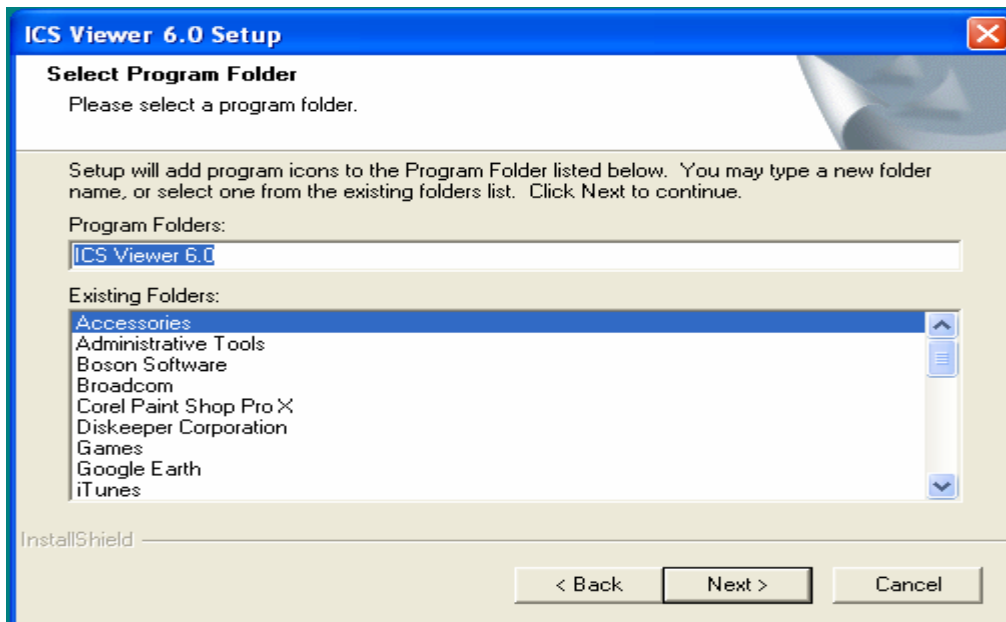 ICS Viewer 6.0 Setup
Select Program Folder
Please select a program folder.
Setup will add program icons to the Program Folder listed below.  You may type a new folder
name, or select one from the existing folders list.  Click Next to continue.
Program Folders:
ICS Viewer 6.0
Existing Folders:
Accessories
Administrative Tools
Boson Software
Broadcom
Corel Paint Shop Pro X
Diskeeper Corporation
Games
Google Earth
iTunes
InstallShield
< Back
Next >
Cancel